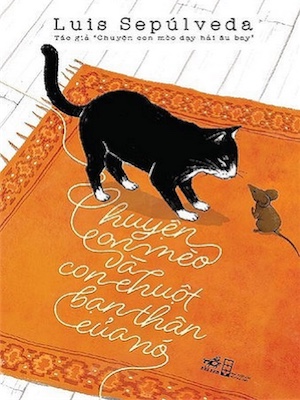 Luis Sepúlveda
Tác giả "Chuyện con mèo dạy hải âu bay"
Chuyện
con mèo
và
con chuột
bạn thân
của nó